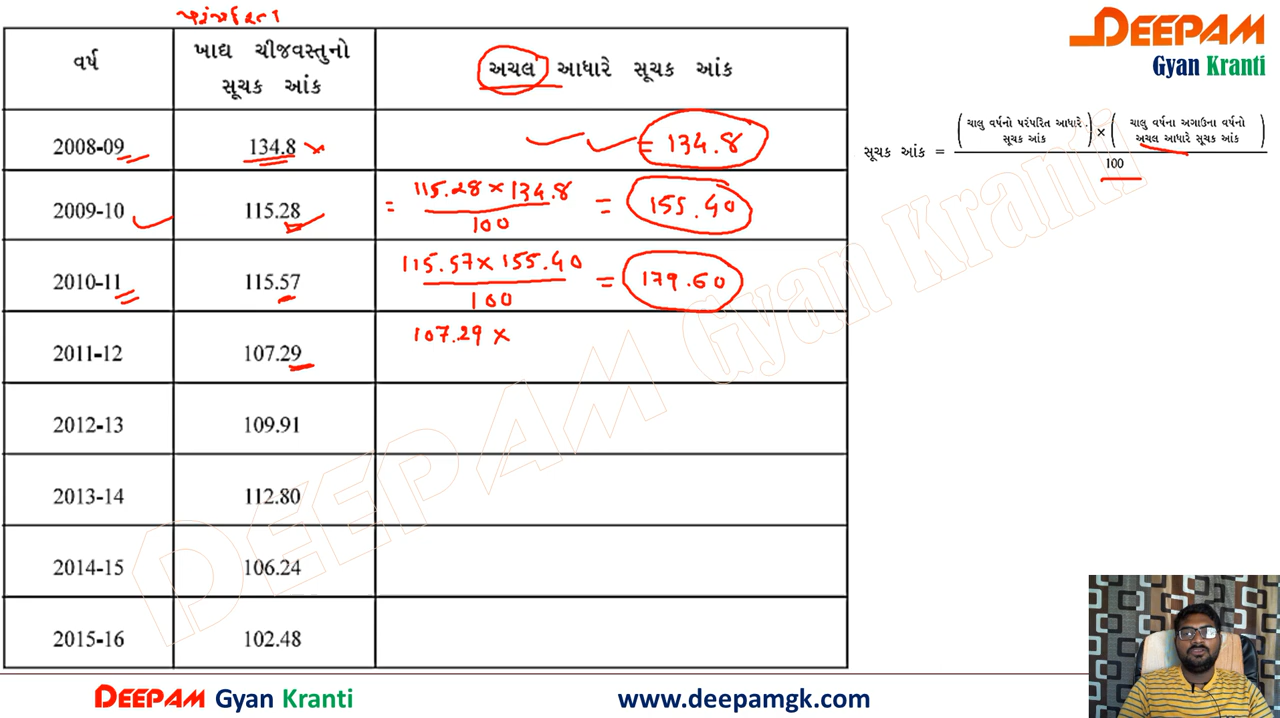 પરંપરિતતા
DEEPAM
Gyan Kranti
વર્ષ
ખાદ્ય ચીજવસ્તુનો
સૂચક આંક
અચલ આધારે સૂચક આંક
2008-09
134.8
= 134.8
2009-10
115.28
= 115.28 × 134.8 / 100 = 155.40
2010-11
115.57
115.57 × 155.40 / 100 = 179.60
2011-12
107.29
107.29 ×
2012-13
109.91
2013-14
112.80
2014-15
106.24
2015-16
102.48
સૂચક આંક = (ચાલુ વર્ષનો પરંપરિત આધારે સૂચક આંક) × (ચાલુ વર્ષના અગાઉના વર્ષનો અચલ આધારે સૂચક આંક) / 100
DEEPAM Gyan Kranti
DEEPAM Gyan Kranti
www.deepamgk.com